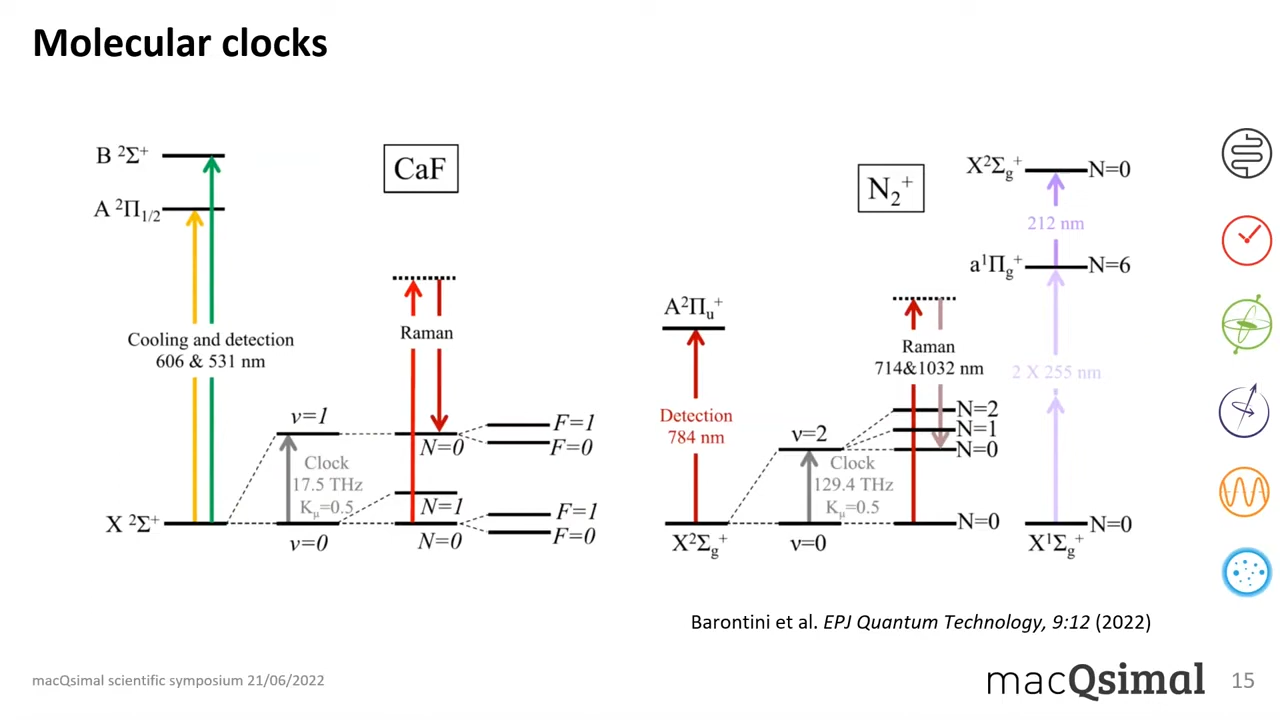 Molecular clocks
B ²Σ⁺
A ²Π₁/₂
CaF
Cooling and detection
606 & 531 nm
Raman
ν=1
N=0
F=1
F=0
Clock
17.5 THz
Kμ=0.5
N=1
X ²Σ⁺
ν=0
N=0
F=1
F=0
N₂⁺
X²Σg⁺
N=0
212 nm
a¹Πg⁺
N=6
A²Πu⁺
Raman
714&1032 nm
2 X 255 nm
Detection
784 nm
ν=2
N=2
N=1
N=0
Clock
129.4 THz
Kμ=0.5
N=0
N=0
X²Σg⁺
ν=0
X¹Σg⁺
Barontini et al. EPJ Quantum Technology, 9:12 (2022)
macQsimal scientific symposium 21/06/2022
macQsimal
15